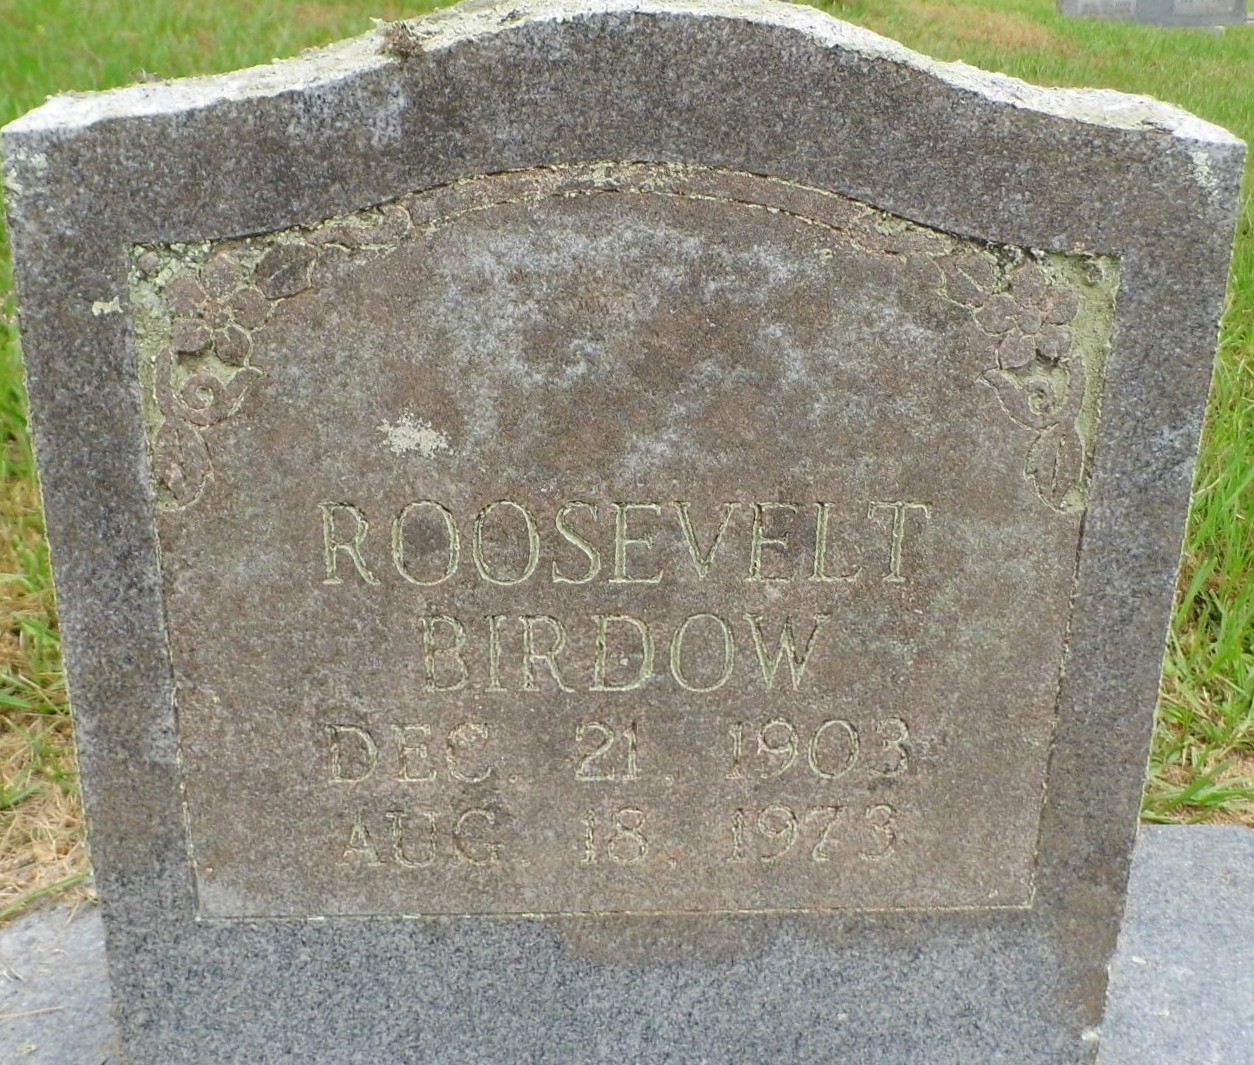 ROOSEVELT
BIRDOW
DEC. 21, 1903
AUG. 18, 1973